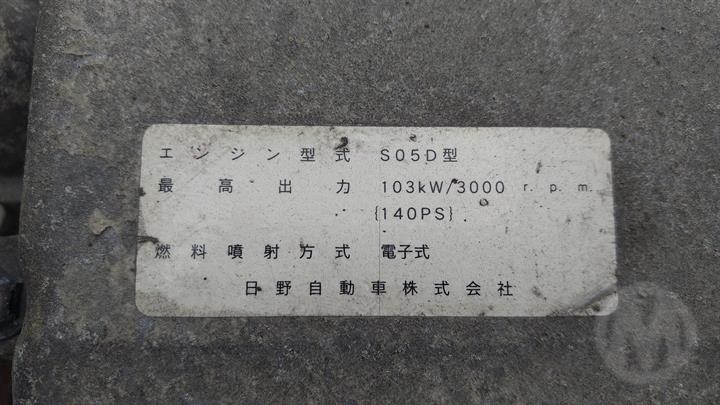 エンジン型式 S05D型
最高出力 103kW/3000 r.p.m.
{140PS}
燃料噴射方式 電子式
日野自動車株式会社
M